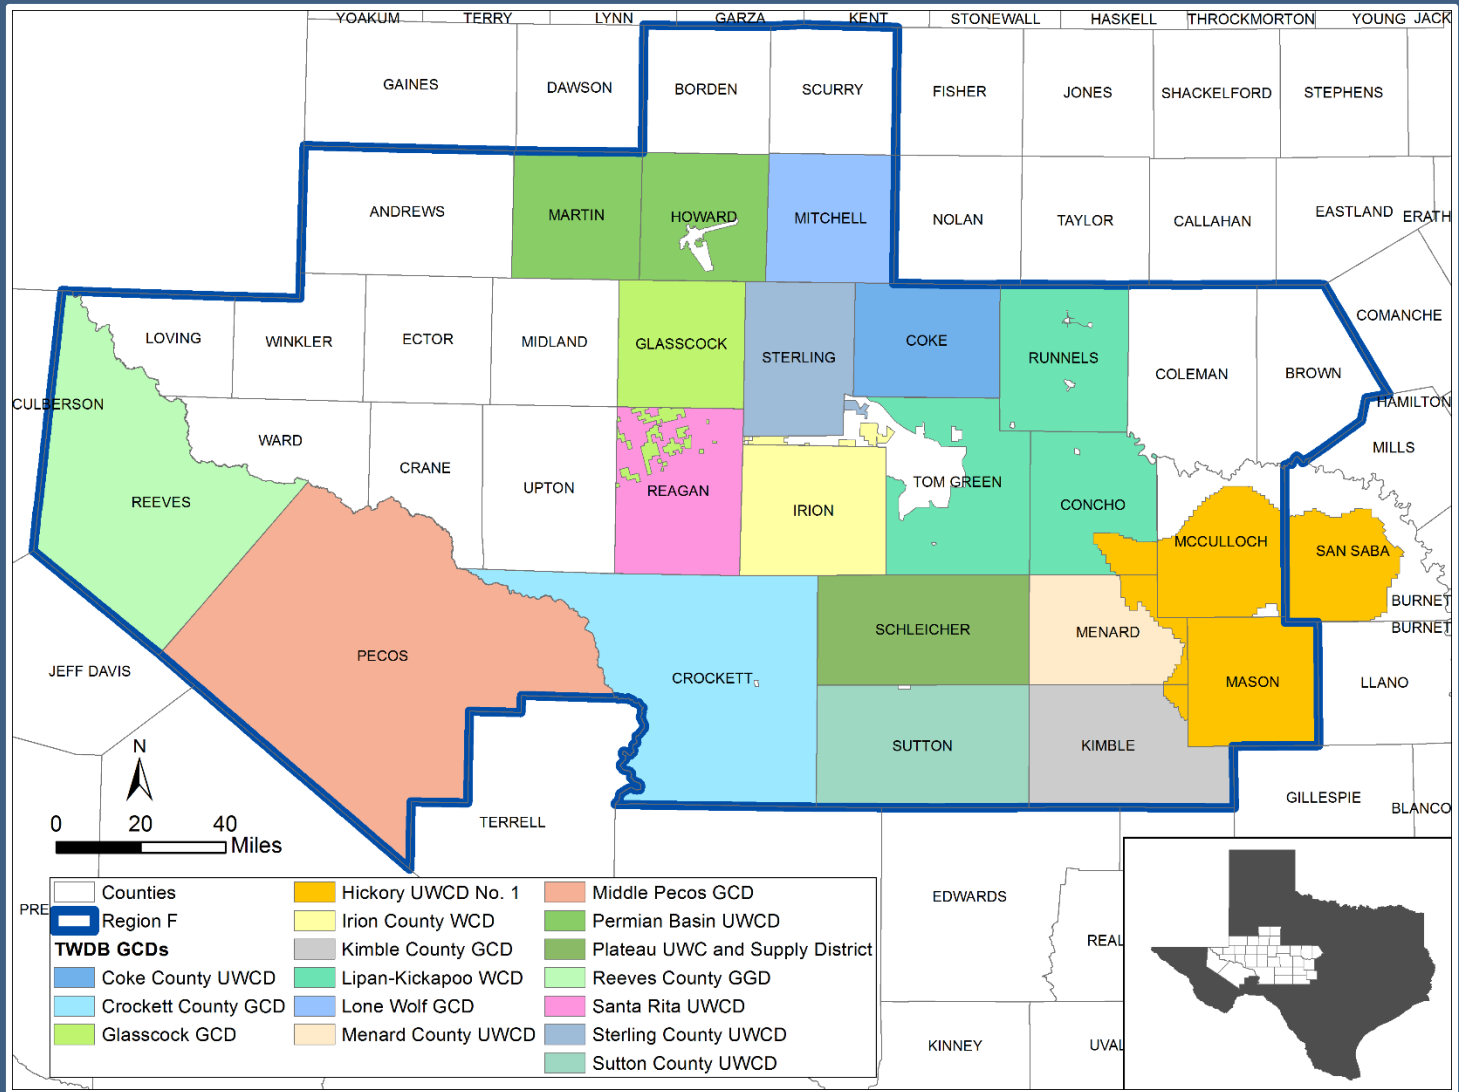 YOAKUM TERRY LYNN GARZA KENT STONEWALL HASKELL THROCKMORTON YOUNG JACK
GAINES DAWSON BORDEN SCURRY FISHER JONES SHACKELFORD STEPHENS
ANDREWS MARTIN HOWARD MITCHELL NOLAN TAYLOR CALLAHAN EASTLAND ERATH
LOVING WINKLER ECTOR MIDLAND GLASSCOCK STERLING COKE RUNNELS COLEMAN BROWN COMANCHE
CULBERSON HAMILTON
WARD CRANE MILLS
REEVES UPTON REAGAN IRION TOM GREEN CONCHO
MCCULLOCH SAN SABA
BURNET
BURNET
JEFF DAVIS PECOS CROCKETT SCHLEICHER MENARD MASON LLANO
SUTTON KIMBLE
N
0 20 40
Miles
TERRELL GILLESPIE BLANCO
EDWARDS
PRE REAL
KINNEY UVAL
Counties
Region F
TWDB GCDs
Coke County UWCD
Crockett County GCD
Glasscock GCD
Hickory UWCD No. 1
Irion County WCD
Kimble County GCD
Lipan-Kickapoo WCD
Lone Wolf GCD
Menard County UWCD
Middle Pecos GCD
Permian Basin UWCD
Plateau UWC and Supply District
Reeves County GGD
Santa Rita UWCD
Sterling County UWCD
Sutton County UWCD